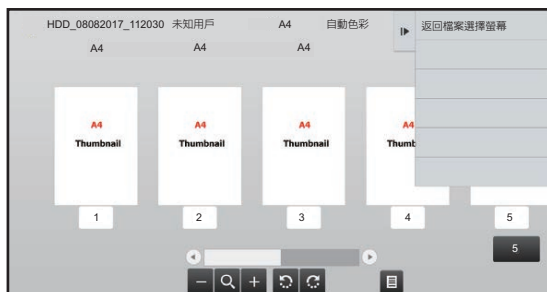 HDD_08082017_112030 未知用戶 A4 自動色彩 返回檔案選擇螢幕
A4 A4 A4
A4 A4 A4 A4
Thumbnail Thumbnail Thumbnail Thumb
1 2 3 4 5
5